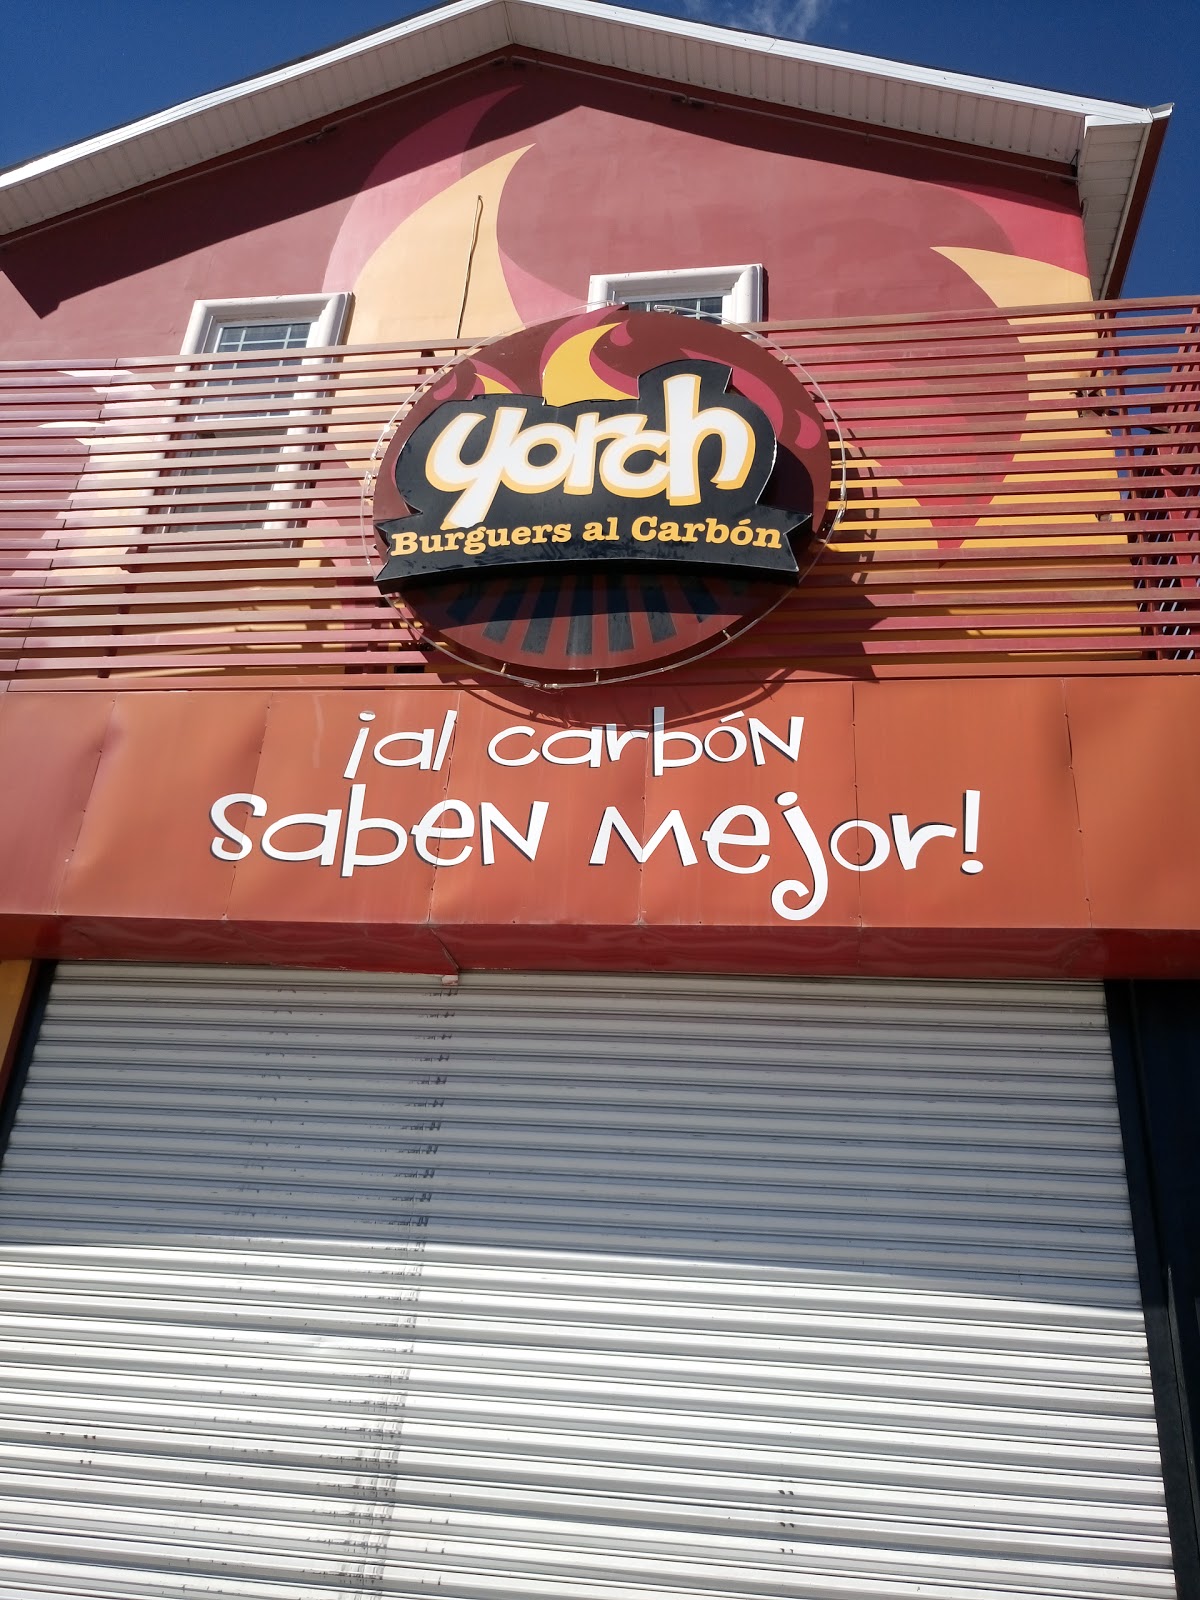 yorch
Burguers al Carbón
¡al carbón
saben mejor!